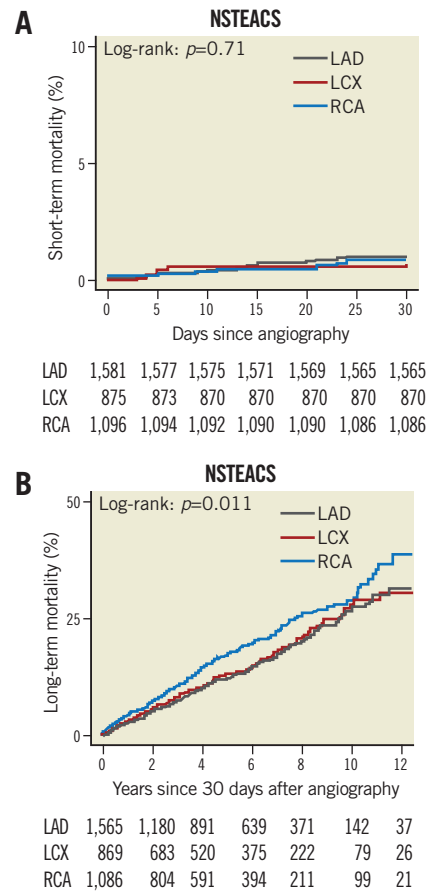 A
NSTEACS
Log-rank: p=0.71
LAD
LCX
RCA
Short-term mortality (%)
10
5
0
0 5 10 15 20 25 30
Days since angiography
LAD 1,581 1,577 1,575 1,571 1,569 1,565 1,565
LCX 875 873 870 870 870 870 870
RCA 1,096 1,094 1,092 1,090 1,090 1,086 1,086
B
NSTEACS
Log-rank: p=0.011
LAD
LCX
RCA
Long-term mortality (%)
50
25
0
0 2 4 6 8 10 12
Years since 30 days after angiography
LAD 1,565 1,180 891 639 371 142 37
LCX 869 683 520 375 222 79 26
RCA 1,086 804 591 394 211 99 21